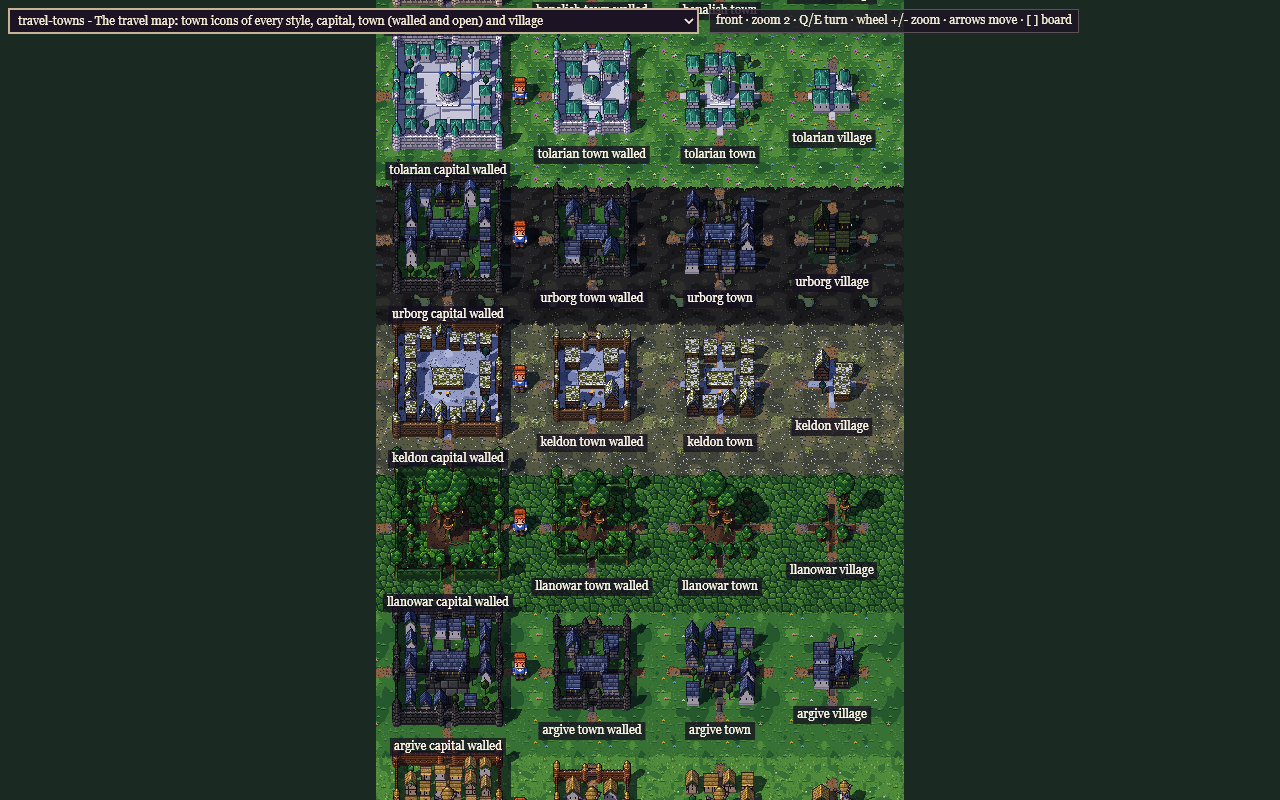 travel-towns - The travel map: town icons of every style, capital, town (walled and open) and village
front · zoom 2 · Q/E turn · wheel +/- zoom · arrows move · [ ] board
tolarian capital walled
tolarian town walled
tolarian town
tolarian village
urborg capital walled
urborg town walled
urborg town
urborg village
keldon capital walled
keldon town walled
keldon town
keldon village
llanowar capital walled
llanowar town walled
llanowar town
llanowar village
argive capital walled
argive town walled
argive town
argive village